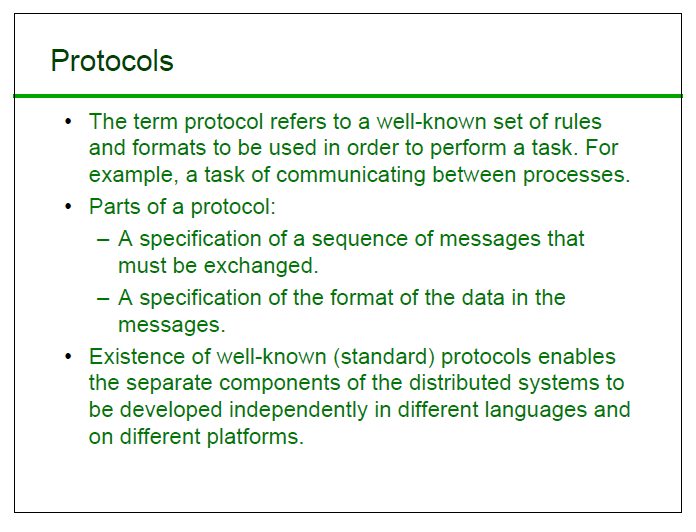 Protocols
• The term protocol refers to a well-known set of rules
and formats to be used in order to perform a task. For
example, a task of communicating between processes.
• Parts of a protocol:
– A specification of a sequence of messages that
must be exchanged.
– A specification of the format of the data in the
messages.
• Existence of well-known (standard) protocols enables
the separate components of the distributed systems to
be developed independently in different languages and
on different platforms.